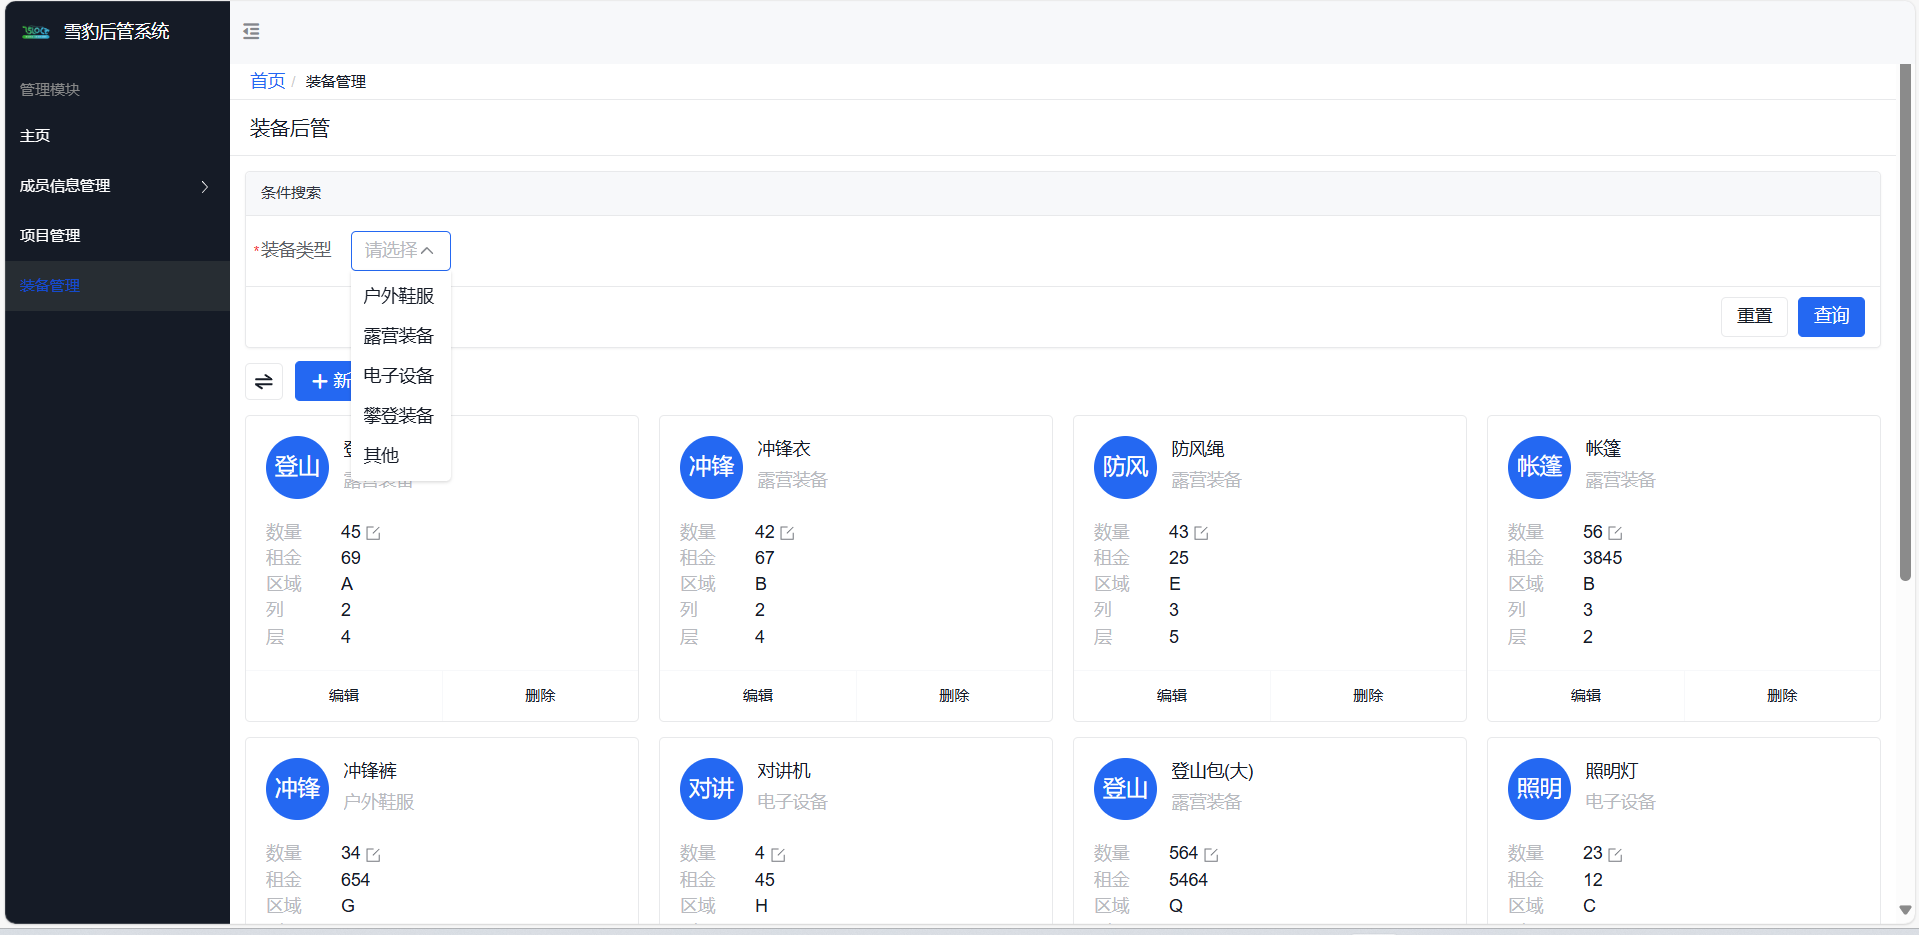 雪豹后管系统
管理模块
主页
成员信息管理
项目管理
装备管理
首页 / 装备管理
装备后管
条件搜索
*装备类型 请选择
户外鞋服
露营装备
电子设备
攀登装备
其他
重置 查询
+ 新
登山
露营装备
数量 45
租金 69
区域 A
列 2
层 4
编辑 删除
冲锋 冲锋衣
露营装备
数量 42
租金 67
区域 B
列 2
层 4
编辑 删除
防风 防风绳
露营装备
数量 43
租金 25
区域 E
列 3
层 5
编辑 删除
帐篷 帐篷
露营装备
数量 56
租金 3845
区域 B
列 3
层 2
编辑 删除
冲锋 冲锋裤
户外鞋服
数量 34
租金 654
区域 G
对讲 对讲机
电子设备
数量 4
租金 45
区域 H
登山 登山包(大)
露营装备
数量 564
租金 5464
区域 Q
照明 照明灯
电子设备
数量 23
租金 12
区域 C